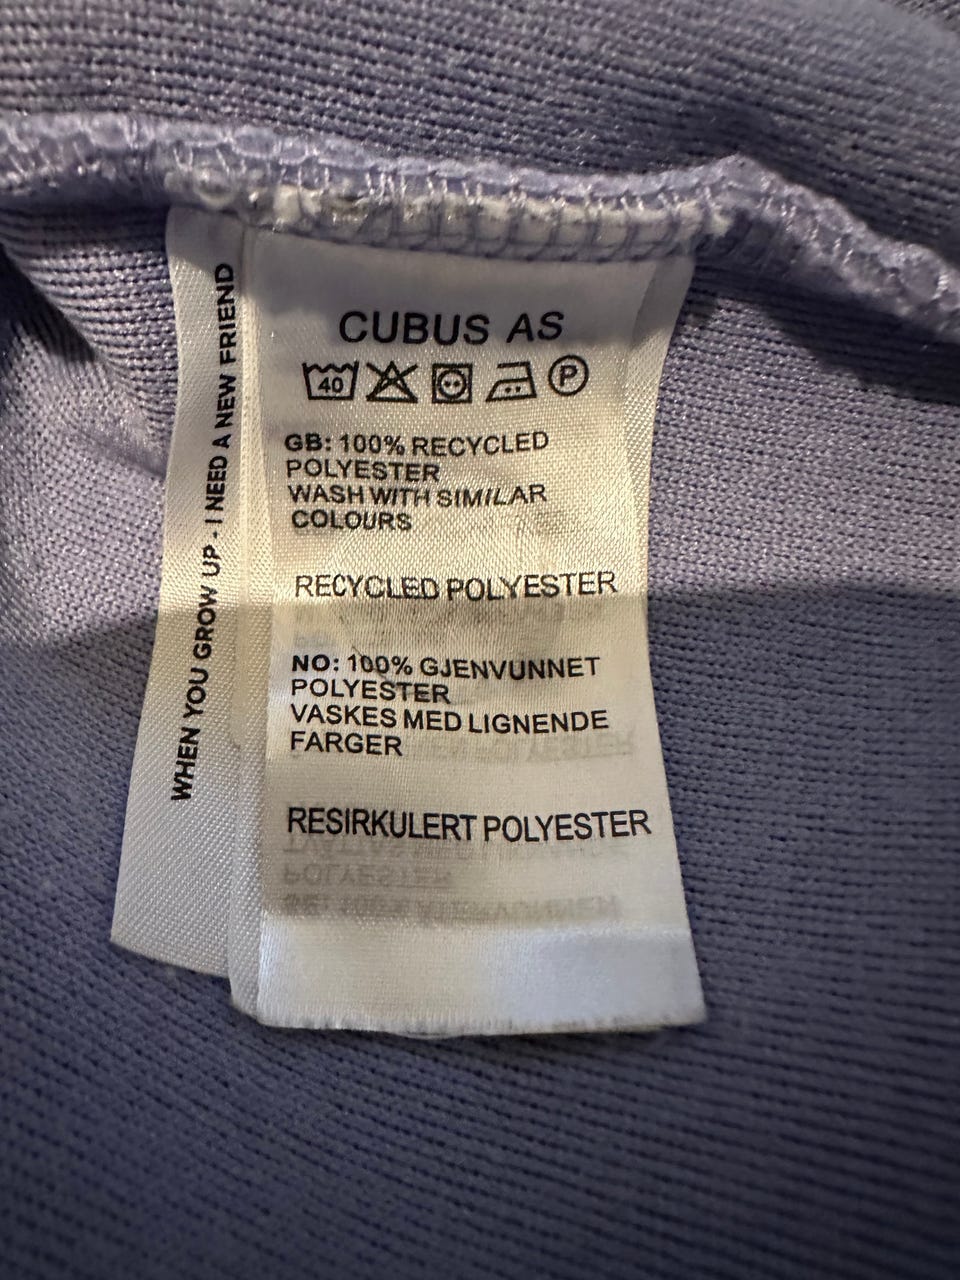 WHEN YOU GROW UP - I NEED A NEW FRIEND
CUBUS AS
40
P
GB: 100% RECYCLED
POLYESTER
WASH WITH SIMILAR
COLOURS
RECYCLED POLYESTER
NO: 100% GJENVUNNET
POLYESTER
VASKES MED LIGNENDE
FARGER
RESIRKULERT POLYESTER